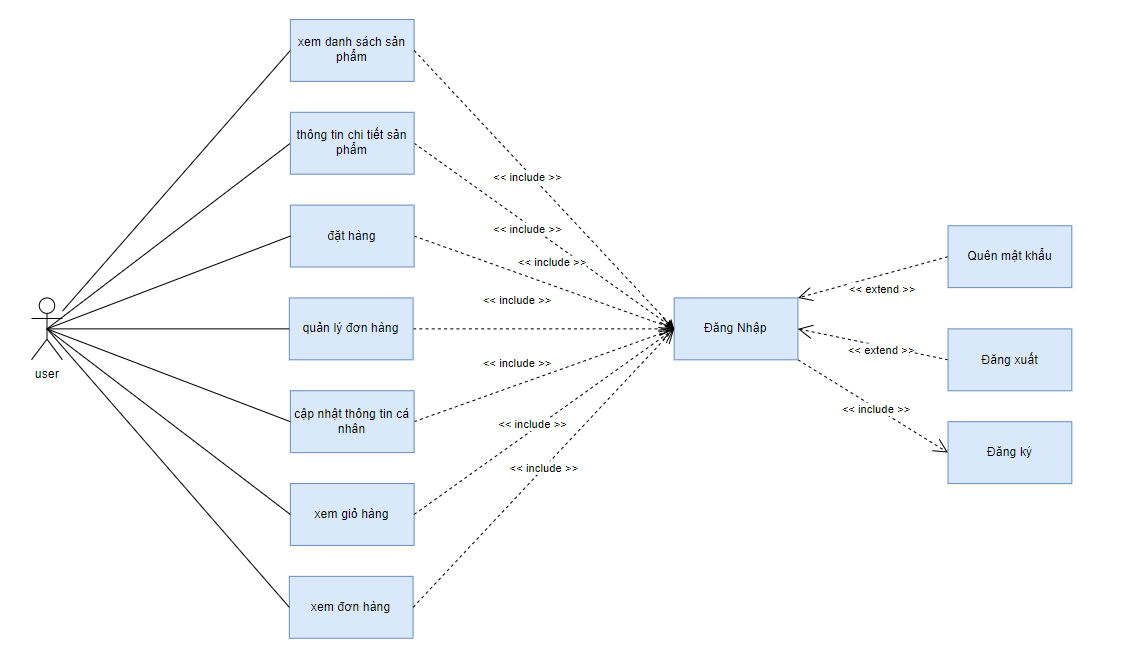 xem danh sách sản
phẩm
thông tin chi tiết sản
phẩm
đặt hàng
quản lý đơn hàng
cập nhật thông tin cá
nhân
xem giỏ hàng
xem đơn hàng
user
<< include >>
<< include >>
<< include >>
<< include >>
<< include >>
<< include >>
<< include >>
Đăng Nhập
<< extend >>
<< extend >>
<< include >>
Quên mật khẩu
Đăng xuất
Đăng ký